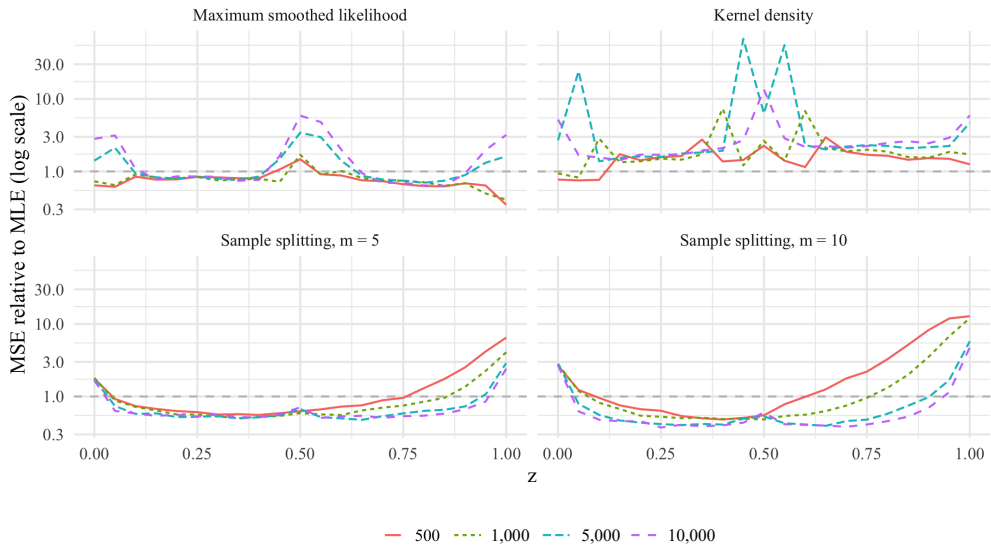 Maximum smoothed likelihood
Kernel density
MSE relative to MLE (log scale)
30.0
10.0
3.0
1.0
0.3
Sample splitting, m = 5
Sample splitting, m = 10
30.0
10.0
3.0
1.0
0.3
0.00 0.25 0.50 0.75 1.00
0.00 0.25 0.50 0.75 1.00
z
500 1,000 5,000 10,000